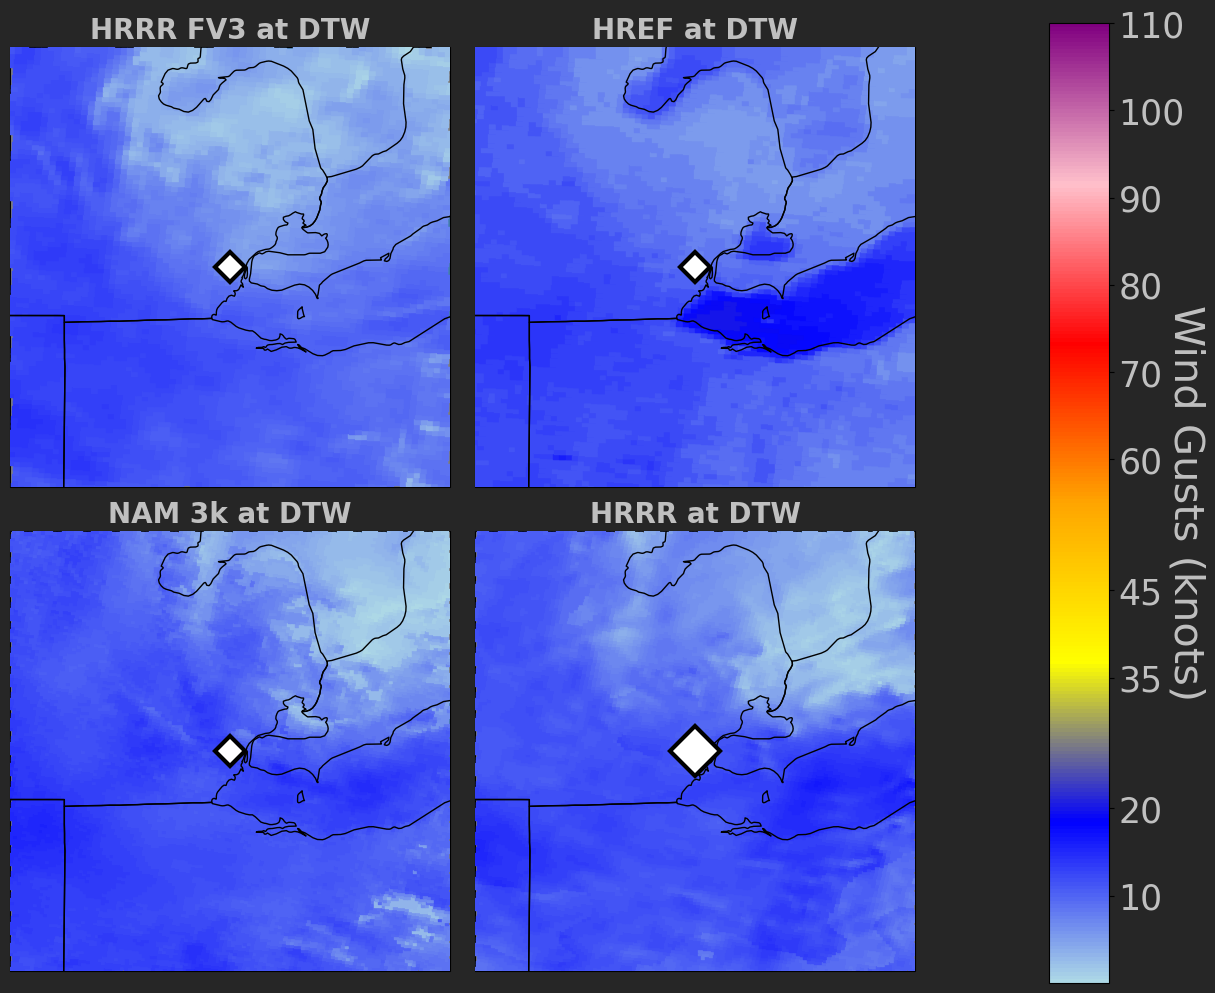 HRRR FV3 at DTW
HREF at DTW
NAM 3k at DTW
HRRR at DTW
110
100
90
80
70
60
45
35
20
10
Wind Gusts (knots)